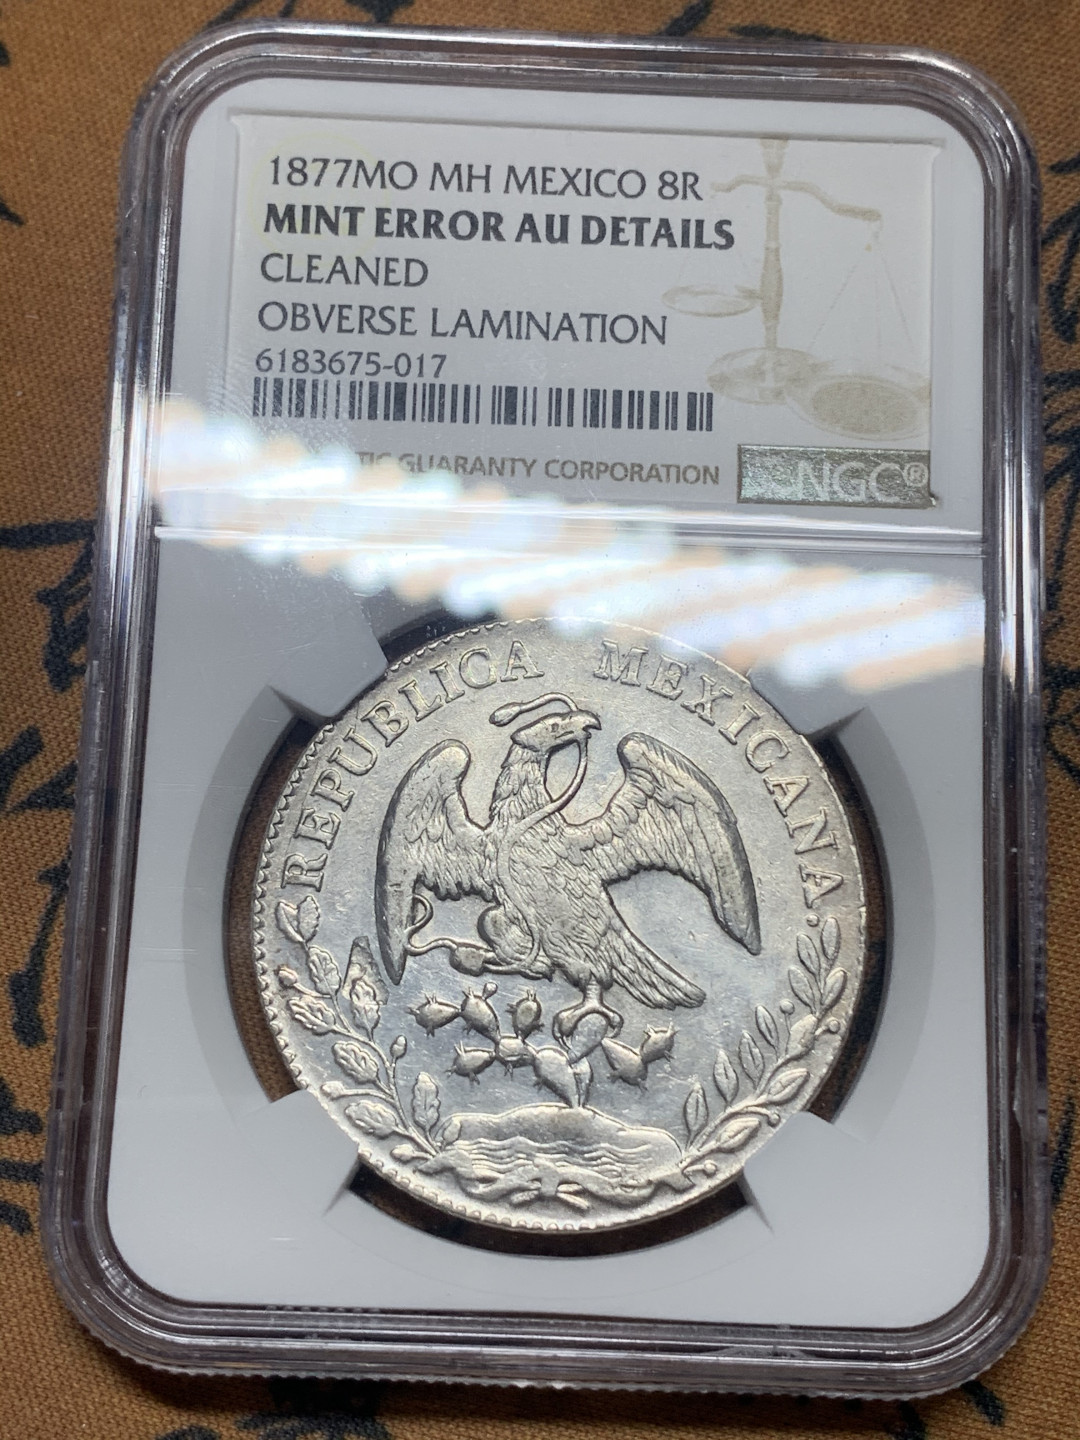 1877MO MH MEXICO 8R
MINT ERROR AU DETAILS
CLEANED
OBVERSE LAMINATION
6183675-017
GUARANTY CORPORATION
NGC®
REPUBLICA MEXICANA.